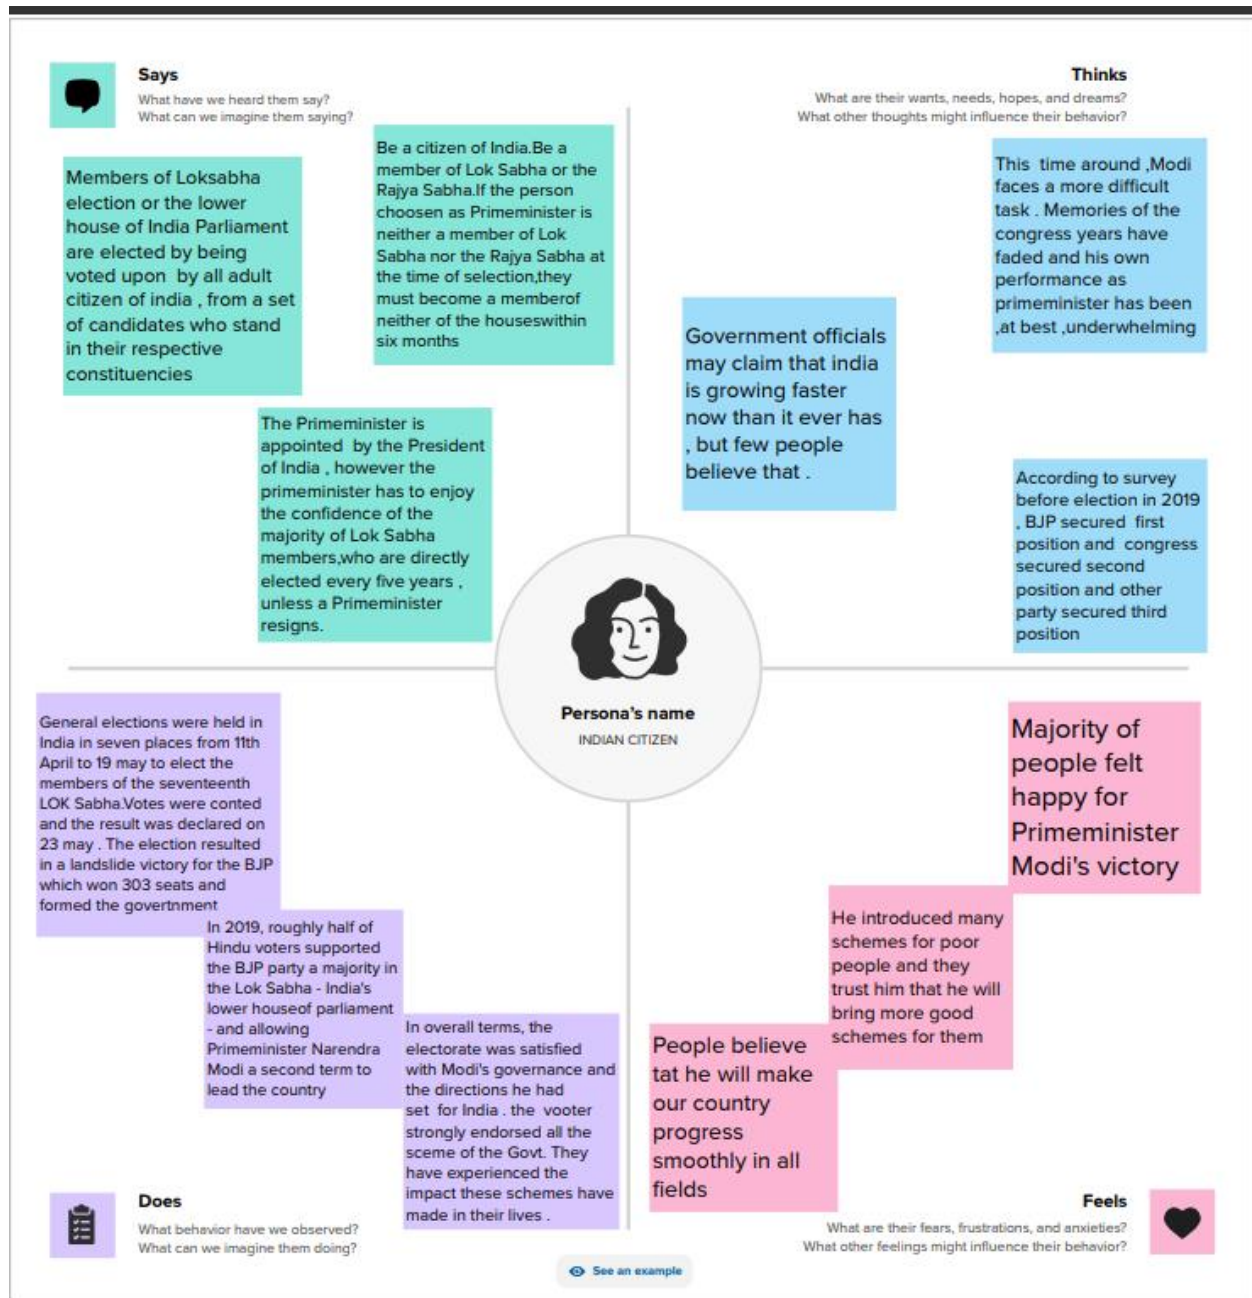 Says
What have we heard them say?
What can we imagine them saying?
Members of Loksabha
election or the lower
house of India Parliament
are elected by being
voted upon  by all adult
citizen of india , from a set
of candidates who stand
in their respective
constituencies
Be a citizen of India.Be a
member of Lok Sabha or the
Rajya Sabha.If the person
choosen as Primeminister is
neither a member of Lok
Sabha nor the Rajya Sabha at
the time of selection,they
must become a memberof
neither of the houseswithin
six months
The Primeminister is
appointed  by the President
of India , however the
primeminister has to enjoy
the confidence of the
majority of Lok Sabha
members,who are directly
elected every five years ,
unless a Primeminister
resigns.
Thinks
What are their wants, needs, hopes, and dreams?
What other thoughts might influence their behavior?
This  time around ,Modi
faces a more difficult
task . Memories of the
congress years have
faded and his own
performance as
primeminister has been
,at best ,underwhelming
Government officials
may claim that india
is growing faster
now than it ever has
, but few people
believe that .
According to survey
before election in 2019
, BJP secured  first
position and  congress
secured second
position and other
party secured third
position
Persona's name
INDIAN CITIZEN
General elections were held in
India in seven places from 11th
April to 19 may to elect the
members of the seventeenth
LOK Sabha.Votes were conted
and the result was declared on
23 may . The election resulted
in a landslide victory for the BJP
which won 303 seats and
formed the govertnment
In 2019, roughly half of
Hindu voters supported
the BJP party a majority in
the Lok Sabha - India's
lower houseof parliament
- and allowing
Primeminister Narendra
Modi a second term to
lead the country
In overall terms, the
electorate was satisfied
with Modi's governance and
the directions he had
set  for India . the  vooter
strongly endorsed all the
sceme of the Govt. They
have experienced the
impact these schemes have
made in their lives .
Does
What behavior have we observed?
What can we imagine them doing?
Majority of
people felt
happy for
Primeminister
Modi's victory
He introduced many
schemes for poor
people and they
trust him that he will
bring more good
schemes for them
People believe
tat he will make
our country
progress
smoothly in all
fields
Feels
What are their fears, frustrations, and anxieties?
What other feelings might influence their behavior?
See an example